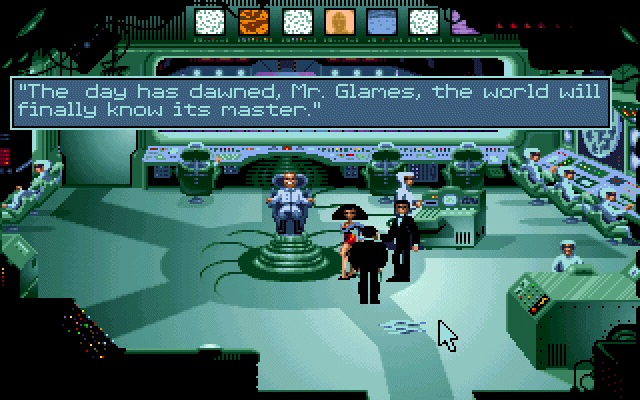 "The day has dawned, Mr. Glames, the world will
finally know its master."